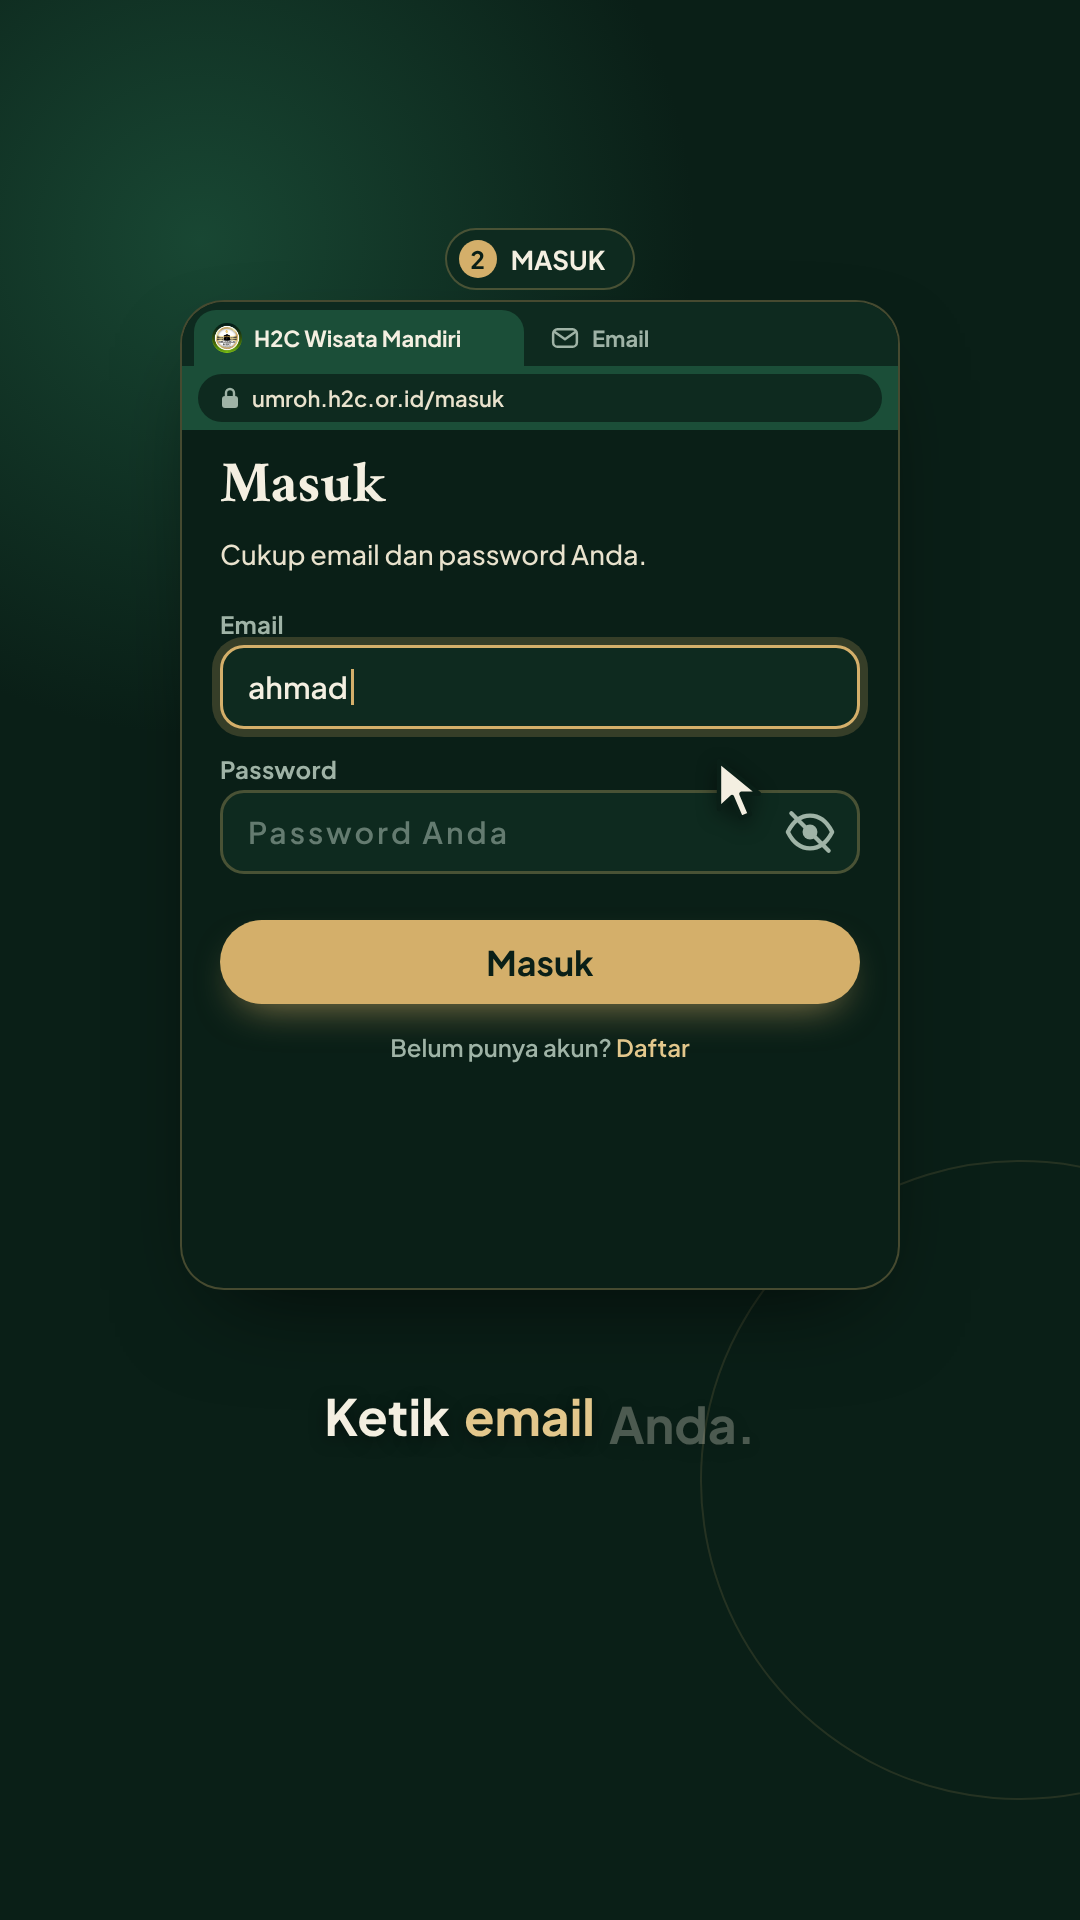 2 MASUK
H2C Wisata Mandiri
Email
umroh.h2c.or.id/masuk
Masuk
Cukup email dan password Anda.
Email
ahmad
Password
Password Anda
Masuk
Belum punya akun? Daftar
Ketik email Anda.